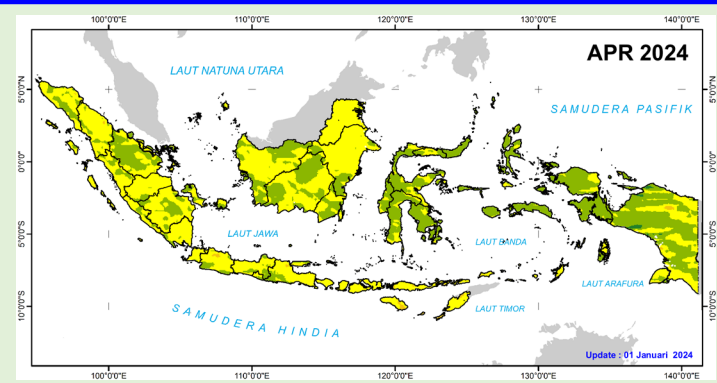 100°0'0"E 110°0'0"E 120°0'0"E 130°0'0"E 140°0'0"E
APR 2024
LAUT NATUNA UTARA
5°0'0"N 5°0'0"N
SAMUDERA PASIFIK
0°0'0" 0°0'0"
LAUT JAWA
LAUT BANDA
5°0'0"S 5°0'0"S
LAUT ARAFURA
SAMUDERA HINDIA
LAUT TIMOR
10°0'0"S 10°0'0"S
Update : 01 Januari 2024
100°0'0"E 110°0'0"E 120°0'0"E 130°0'0"E 140°0'0"E